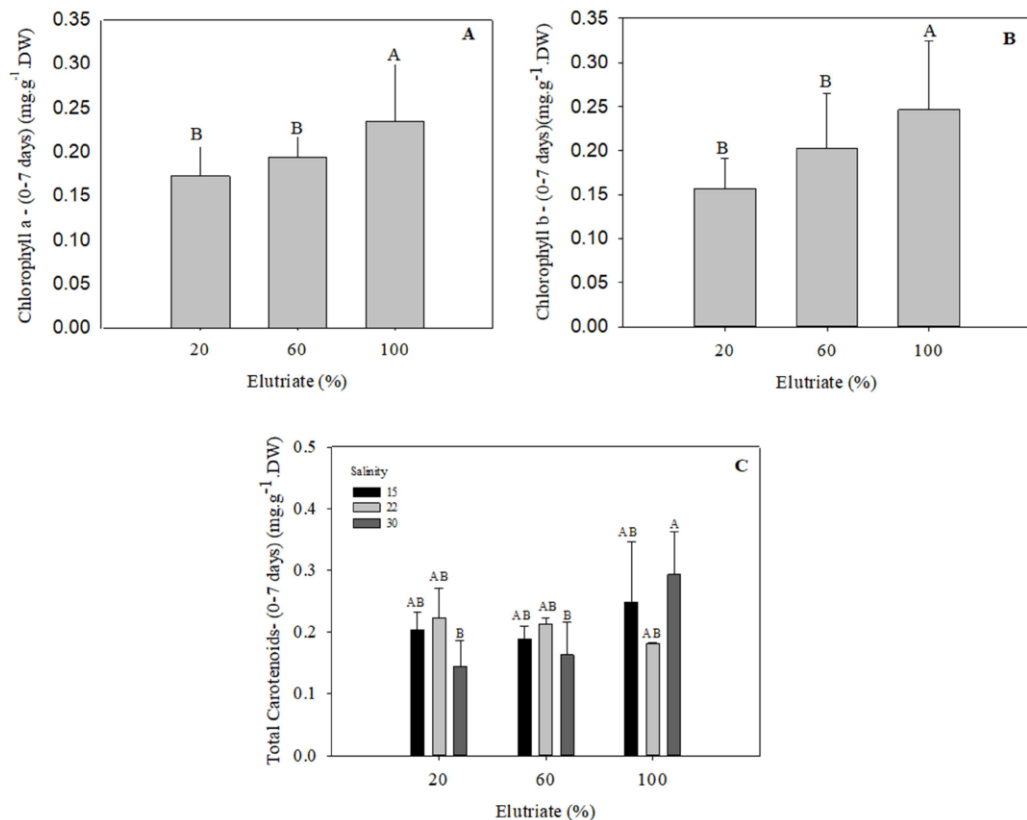 0.35
0.30
0.25
0.20
0.15
0.10
0.05
0.00
Chlorophyll a - (0-7 days) (mg.g-1.DW)
A
B
B
A
20
60
100
Elutriate (%)
0.35
0.30
0.25
0.20
0.15
0.10
0.05
0.00
Chlorophyll b - (0-7 days)(mg.g-1.DW)
B
B
B
A
20
60
100
Elutriate (%)
0.5
0.4
0.3
0.2
0.1
0.0
Total Carotenoids- (0-7 days) (mg.g-1.DW)
C
Salinity
15
22
30
AB
AB
B
AB
AB
B
AB
AB
A
20
60
100
Elutriate (%)